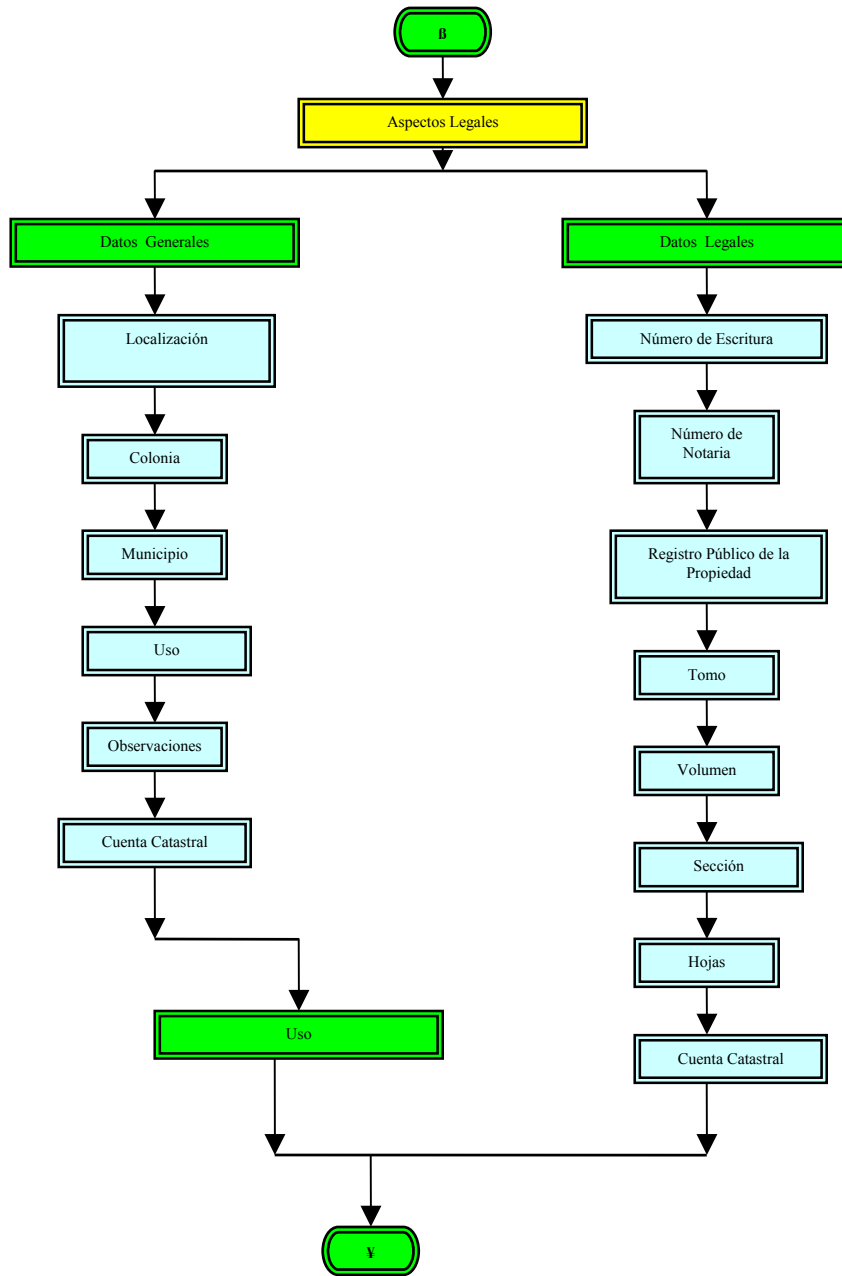 ß
Aspectos Legales
Datos Generales
Localización
Colonia
Municipio
Uso
Observaciones
Cuenta Catastral
Uso
Datos Legales
Número de Escritura
Número de
Notaria
Registro Público de la
Propiedad
Tomo
Volumen
Sección
Hojas
Cuenta Catastral
¥